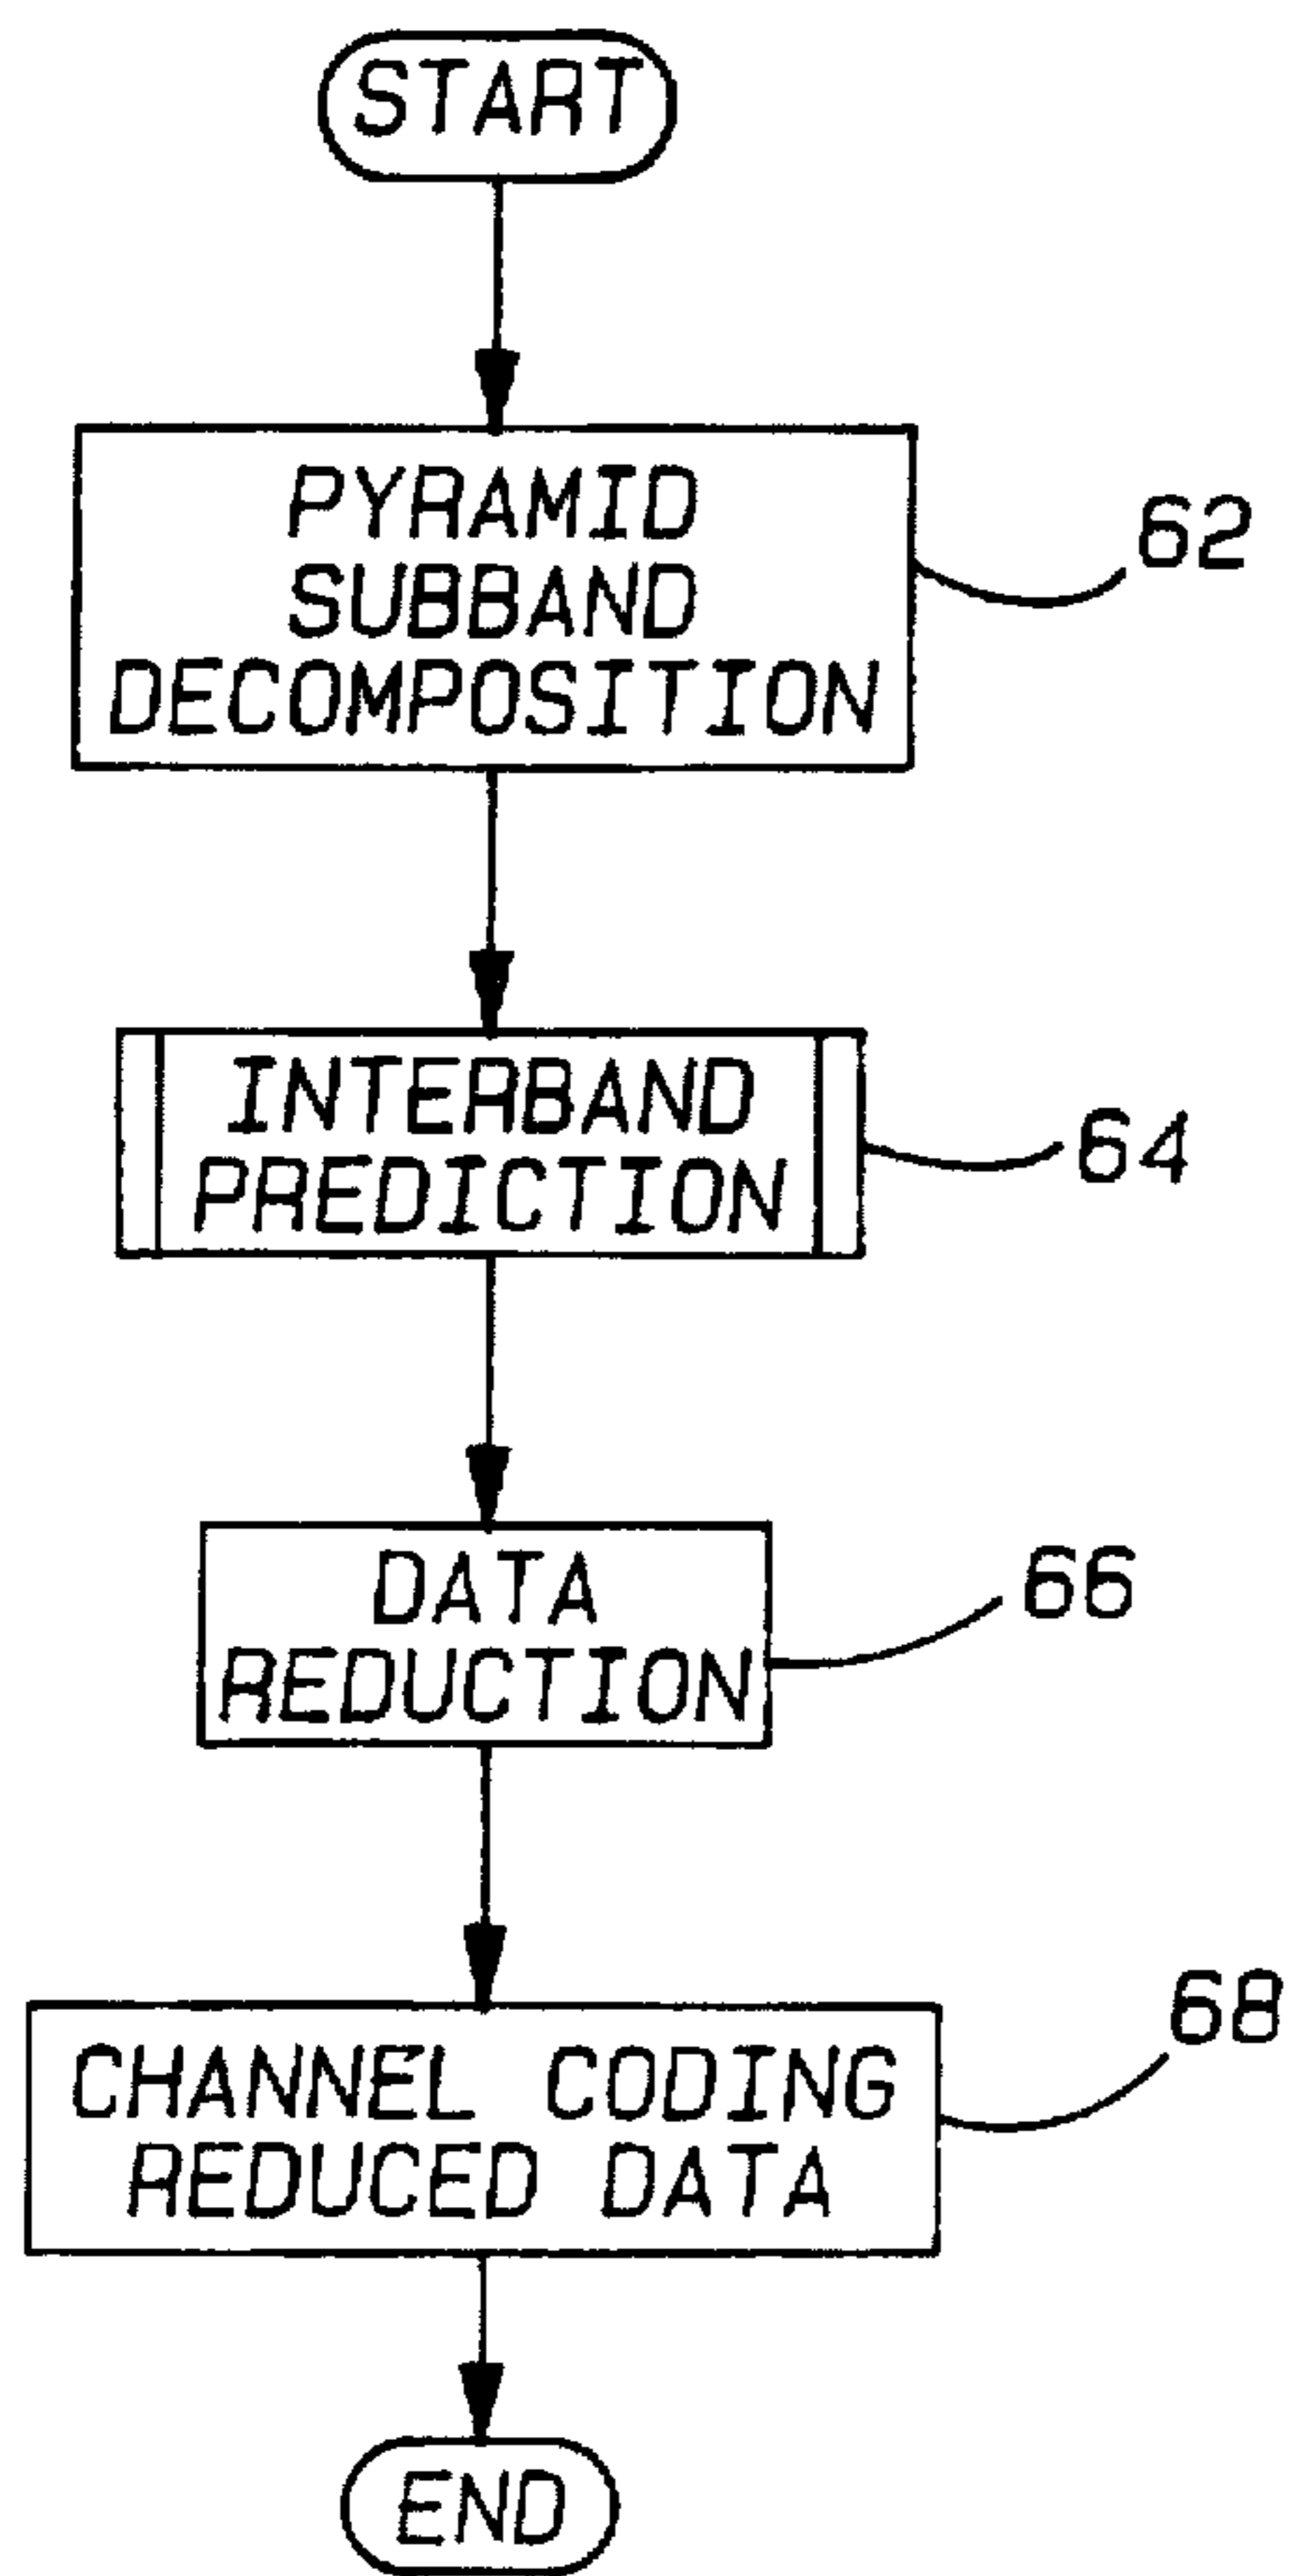 START
PYRAMID
SUBBAND
DECOMPOSITION
62
INTERBAND
PREDICTION
64
DATA
REDUCTION
66
CHANNEL CODING
REDUCED DATA
68
END